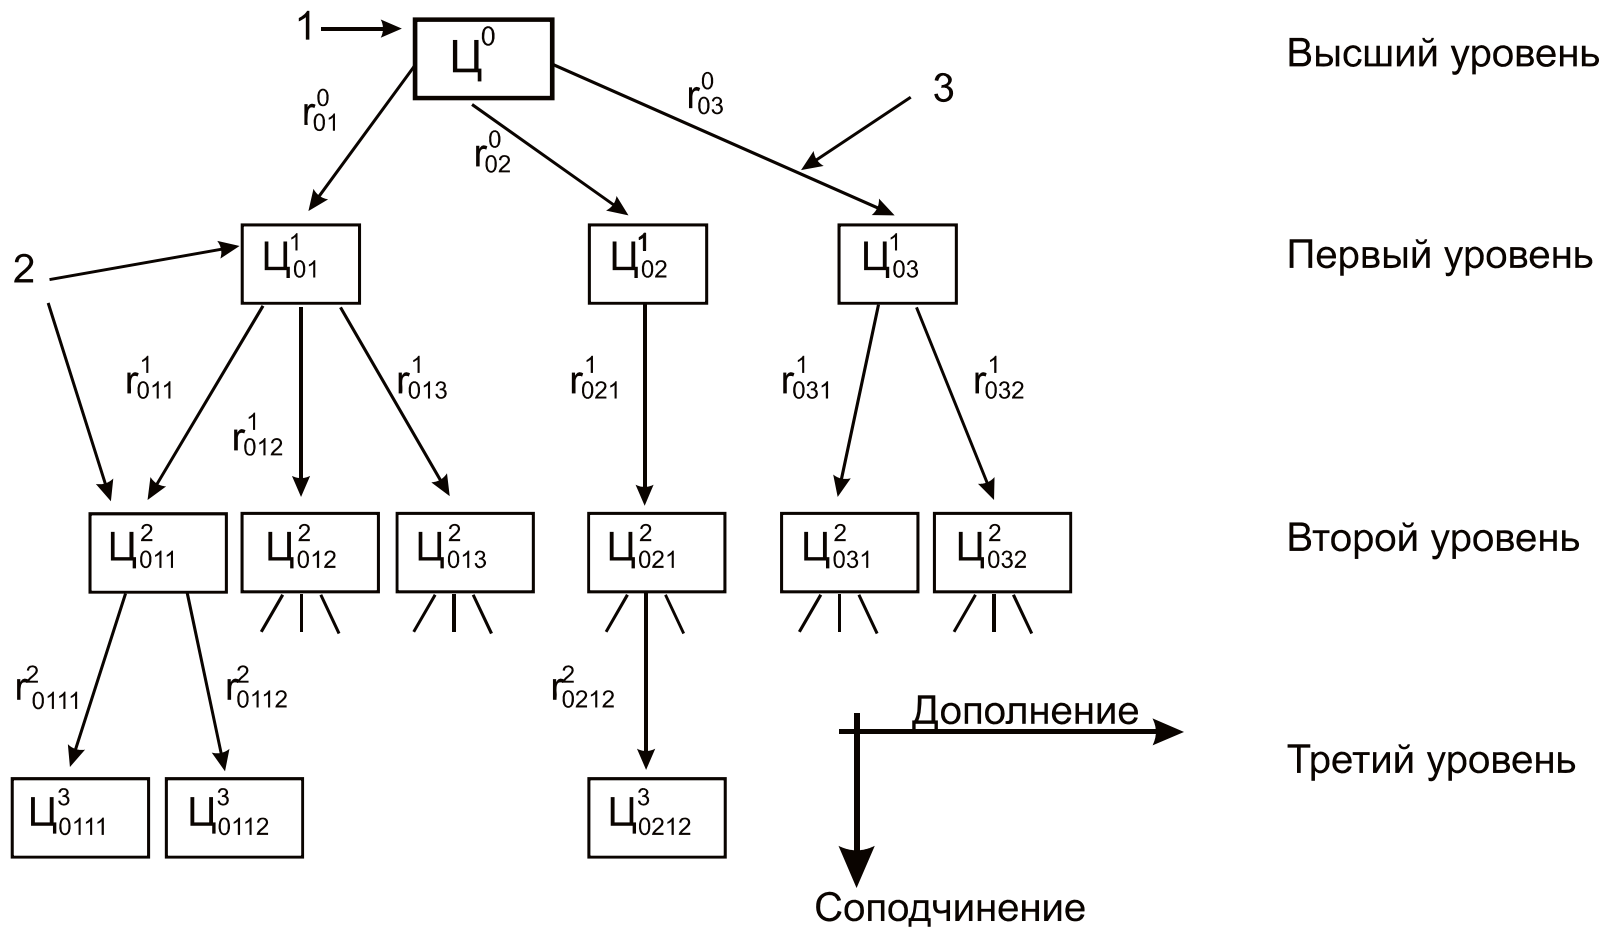 1
Ц⁰
Высший уровень
r⁰₀₁
r⁰₀₂
r⁰₀₃
3
2
Ц¹₀₁
Ц¹₀₂
Ц¹₀₃
Первый уровень
r¹₀₁₁
r¹₀₁₂
r¹₀₁₃
r¹₀₂₁
r¹₀₃₁
r¹₀₃₂
Ц²₀₁₁
Ц²₀₁₂
Ц²₀₁₃
Ц²₀₂₁
Ц²₀₃₁
Ц²₀₃₂
Второй уровень
r²₀₁₁₁
r²₀₁₁₂
r²₀₂₁₂
Дополнение
Третий уровень
Ц³₀₁₁₁
Ц³₀₁₁₂
Ц³₀₂₁₂
Соподчинение